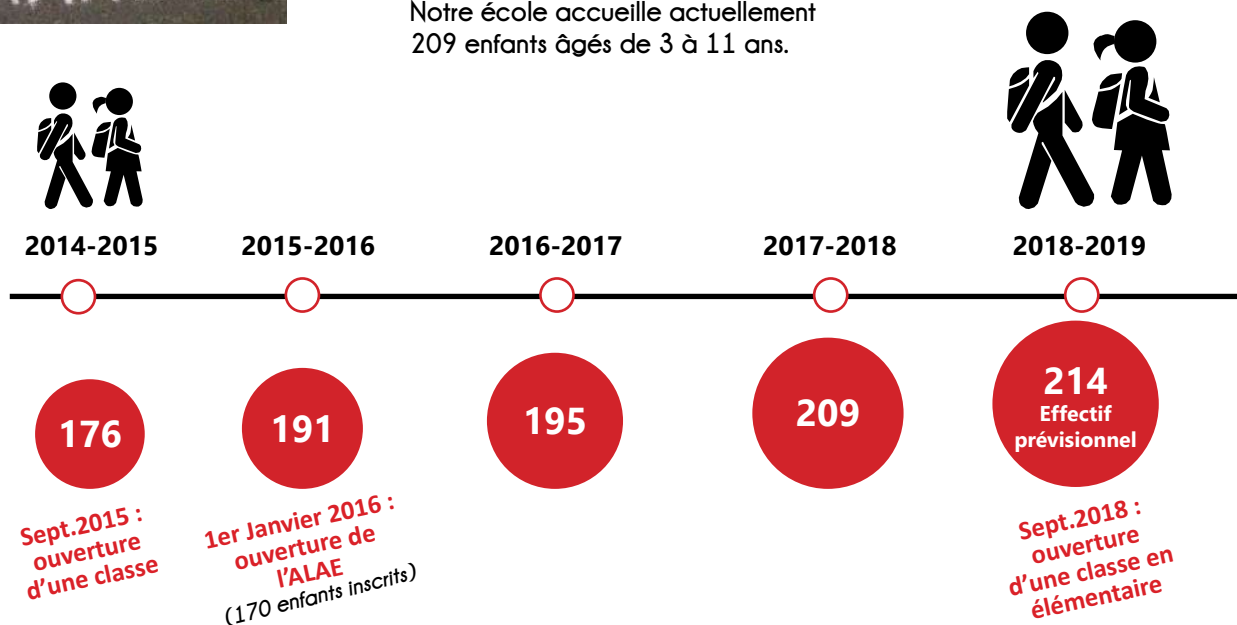 Notre école accueille actuellement
209 enfants âgés de 3 à 11 ans.
2014-2015
2015-2016
2016-2017
2017-2018
2018-2019
176
191
195
209
214
Effectif
prévisionnel
Sept.2015 :
ouverture
d'une classe
1er Janvier 2016 :
ouverture de
l'ALAE
(170 enfants inscrits)
Sept.2018 :
ouverture
d'une classe en
élémentaire